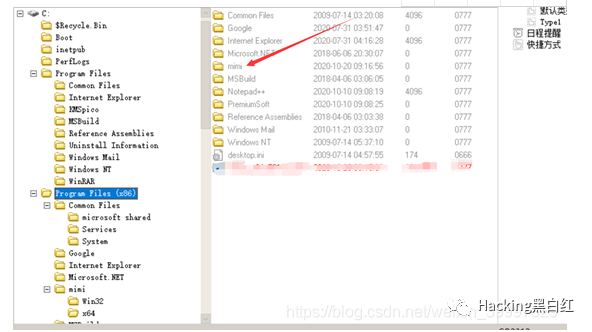 C:
$Recycle.Bin
Boot
inetpub
PerfLogs
Program Files
Common Files
Internet Explorer
KMSpico
MSBuild
Reference Assemblies
Uninstall Information
Windows Mail
Windows NT
WinRAR
Program Files (x86)
Common Files
microsoft shared
Services
System
Google
Internet Explorer
Microsoft.NET
mimi
Win32
x64
Common Files 2009-07-14 03:20:08 4096 0777
Google 2020-07-31 03:51:47 0 0777
Internet Explorer 2020-07-31 04:16:28 4096 0777
Microsoft.NET 2018-06-06 20:30:07 0 0777
mimi 2020-10-20 09:16:56 0 0777
MSBuild 2018-04-06 03:06:05 0 0777
Notepad++ 2020-10-10 09:08:19 4096 0777
PremiumSoft 2020-10-10 09:08:25 0 0777
Reference Assemblies 2018-04-06 03:03:38 0 0777
Windows Mail 2010-11-21 03:33:07 0 0777
Windows NT 2009-07-14 05:37:10 0 0777
desktop.ini 2009-07-14 04:57:55 174 0666
默认类
Type1
日程提醒
快捷方式
https://blog.csdn.net/
Hacking黑白红